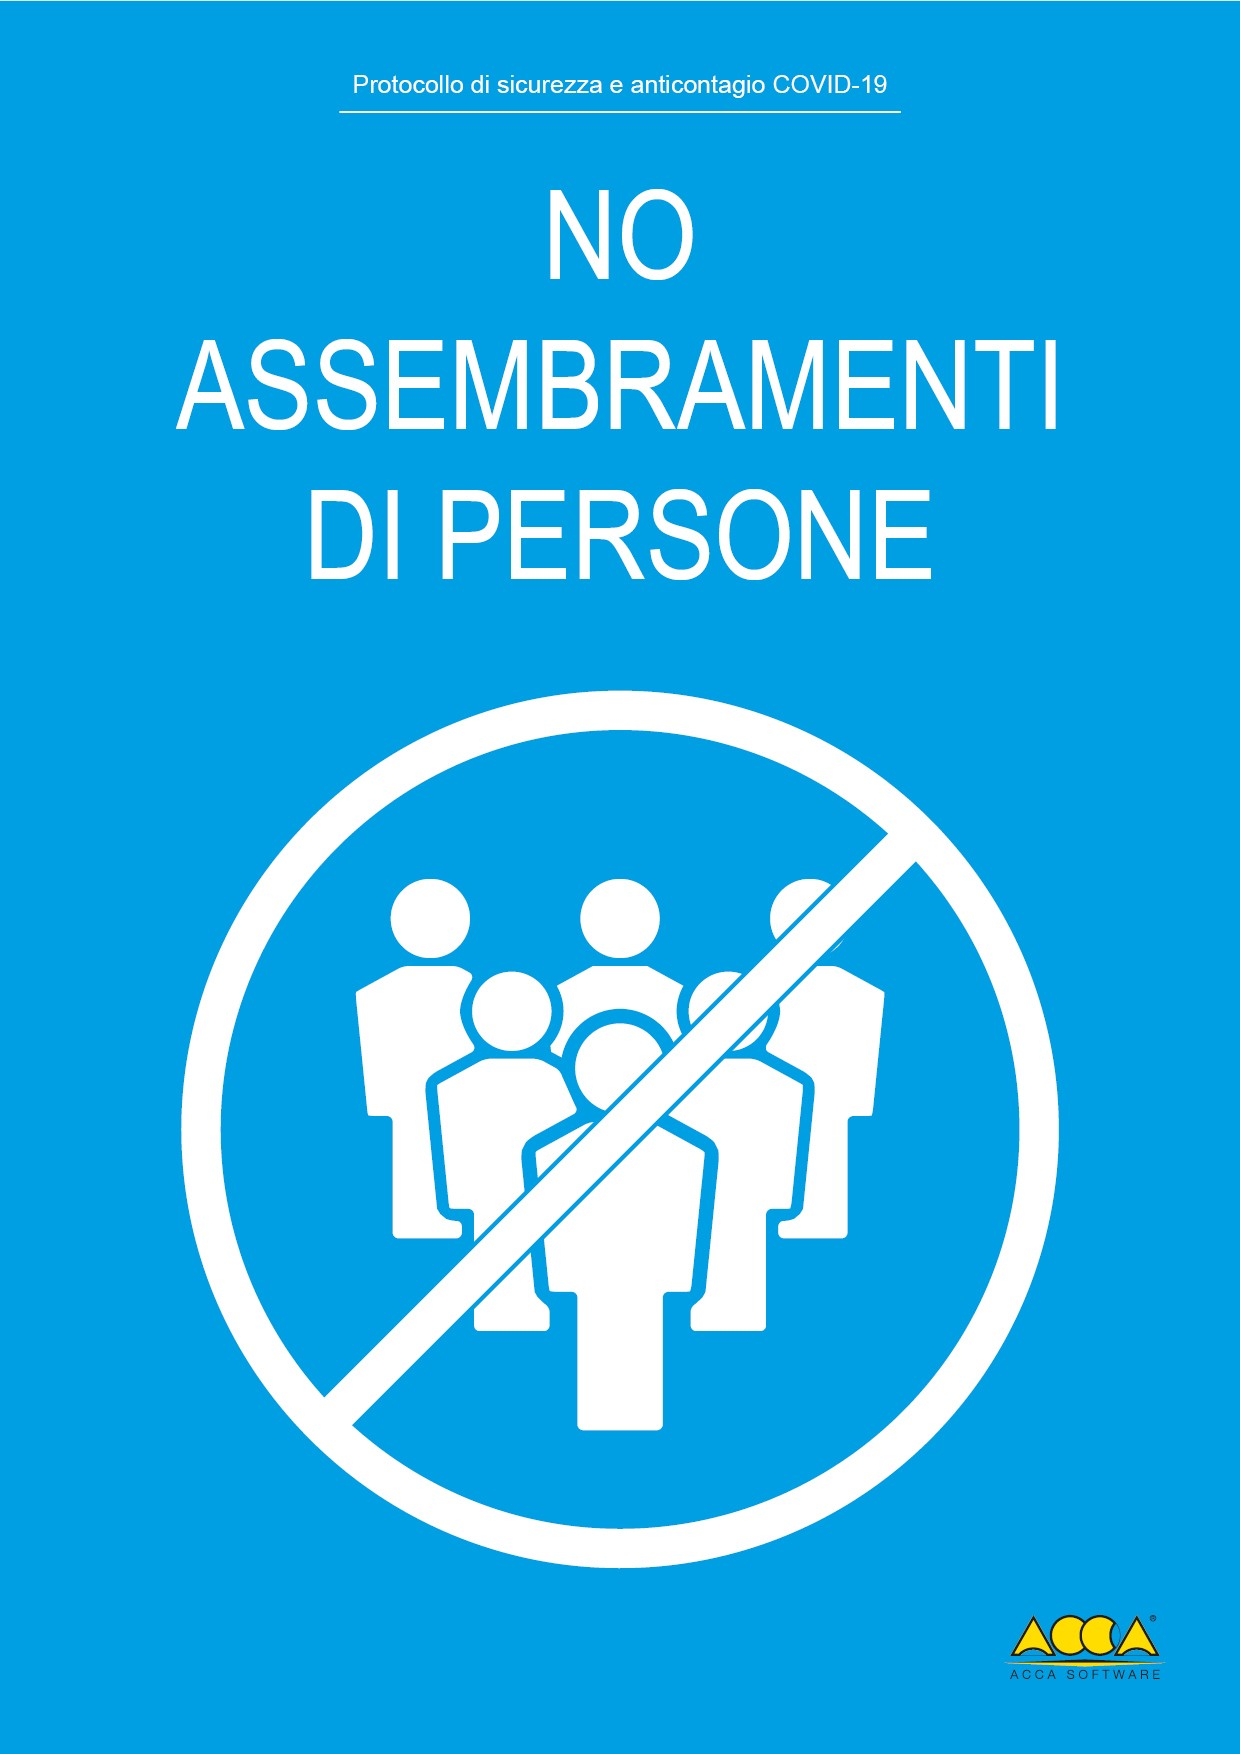 Protocollo di sicurezza e anticontagio COVID-19
NO
ASSEMBRAMENTI
DI PERSONE
ACCA®
ACCA SOFTWARE